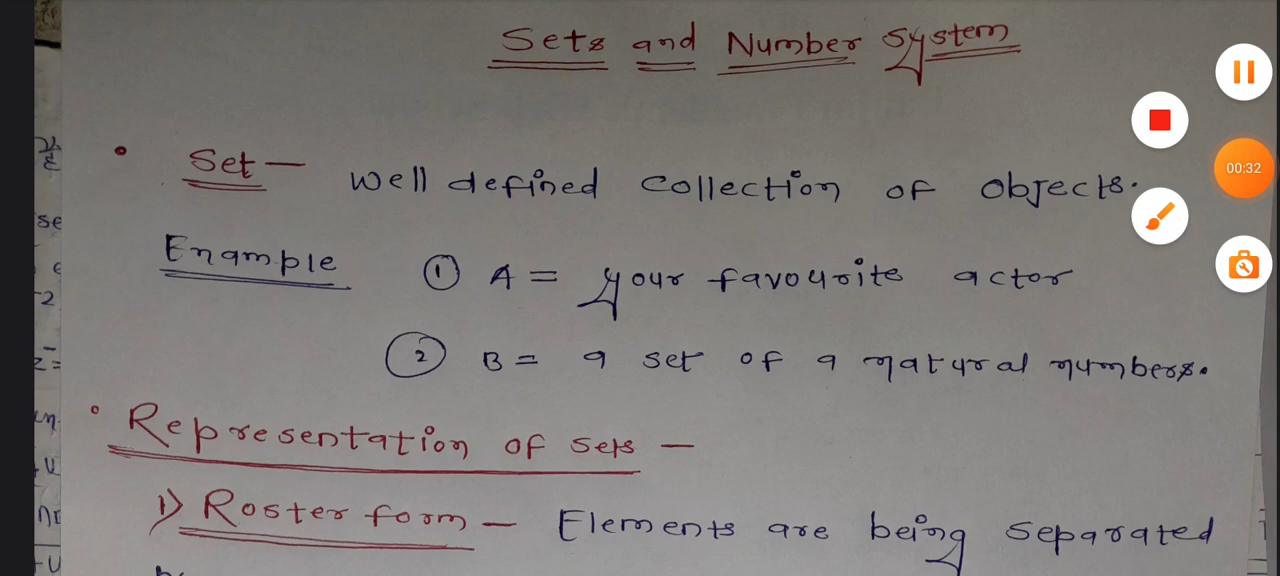 Sets and Number System
• Set — Well defined collection of objects.
Example ① A = your favourite actor
② B = a set of a natural numbers.
• Representation of sets —
1) Roster form — Elements are being separated
00:32